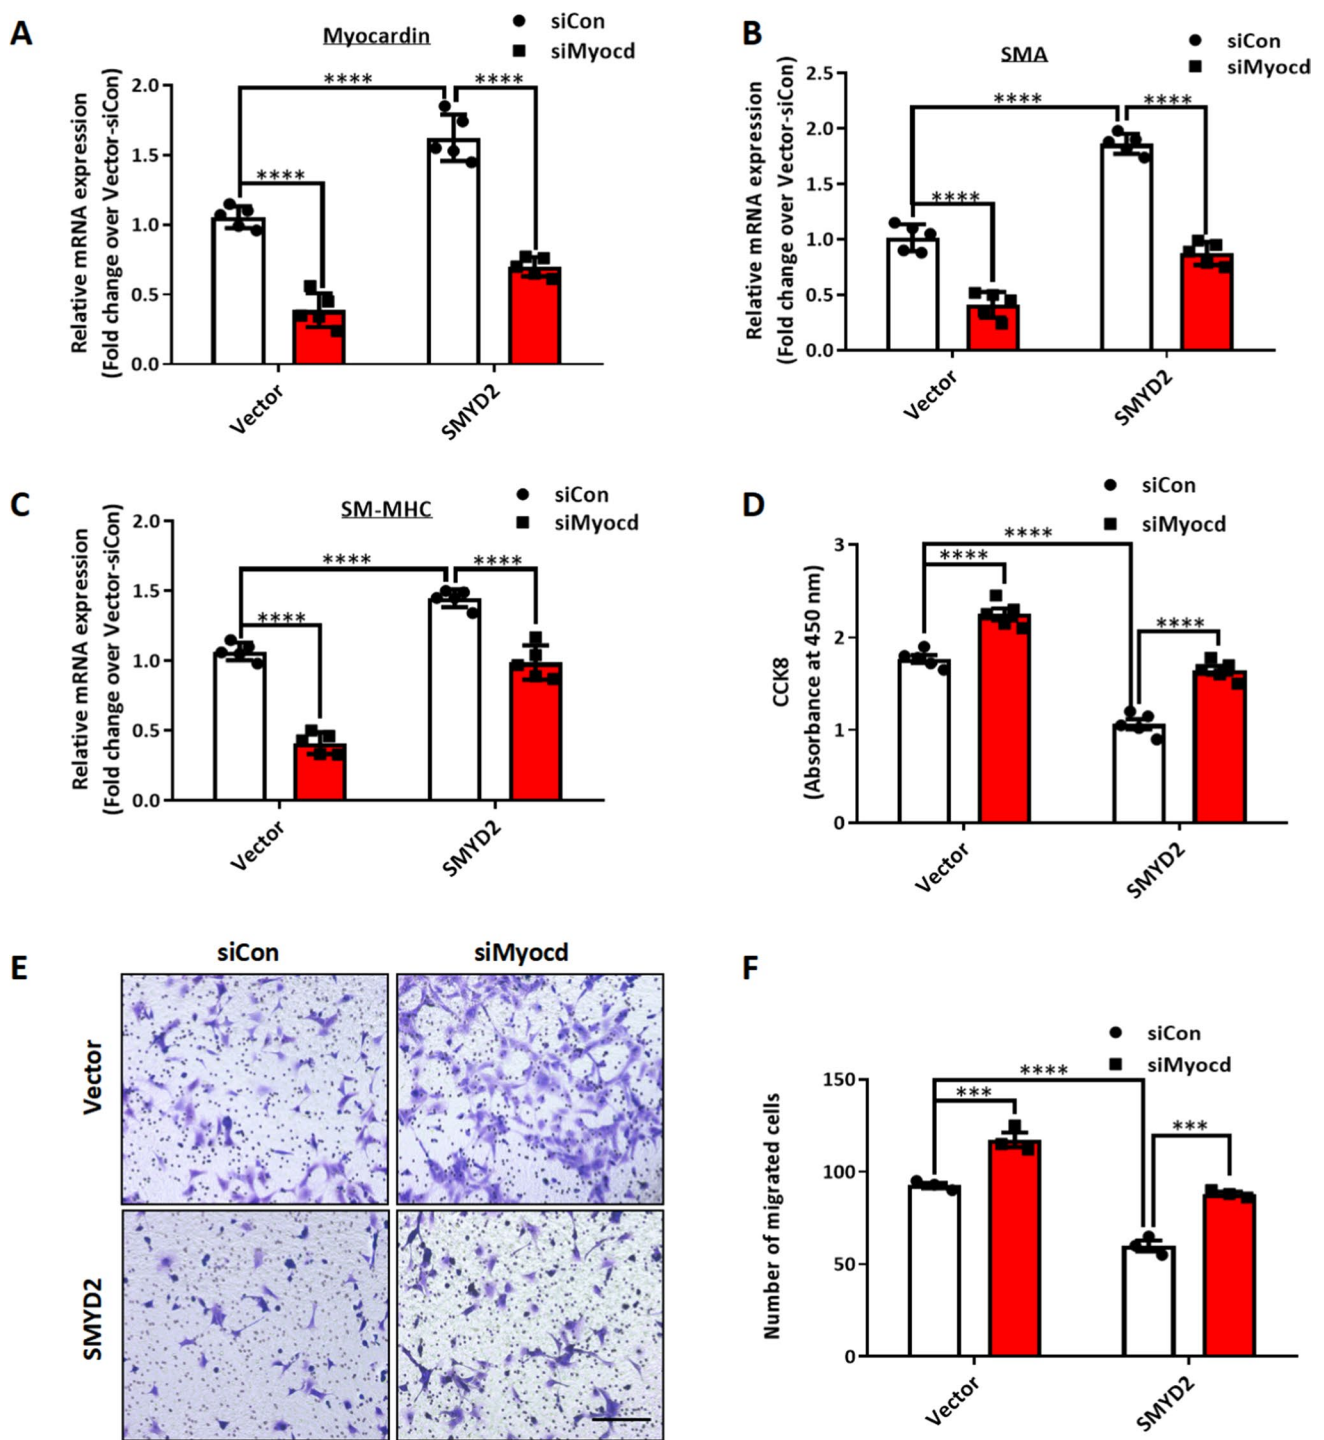 A
Myocardin
siCon
siMyocd
Relative mRNA expression
(Fold change over Vector-siCon)
2.0
1.5
1.0
0.5
0.0
****
****
****
Vector
SMYD2
B
SMA
siCon
siMyocd
Relative mRNA expression
(Fold change over Vector-siCon)
2.5
2.0
1.5
1.0
0.5
0.0
****
****
****
Vector
SMYD2
C
SM-MHC
siCon
siMyocd
Relative mRNA expression
(Fold change over Vector-siCon)
2.0
1.5
1.0
0.5
0.0
****
****
****
Vector
SMYD2
D
siCon
siMyocd
CCK8
(Absorbance at 450 nm)
3
2
1
0
****
****
****
Vector
SMYD2
E
siCon
siMyocd
Vector
SMYD2
F
siCon
siMyocd
Number of migrated cells
150
100
50
0
****
***
***
Vector
SMYD2